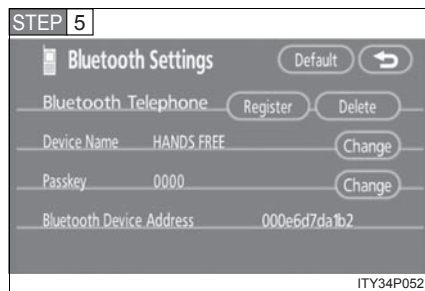 STEP 5
Bluetooth Settings Default
Bluetooth Telephone Register Delete
Device Name HANDS FREE Change
Passkey 0000 Change
Bluetooth Device Address 000e6d7da1b2
ITY34P052